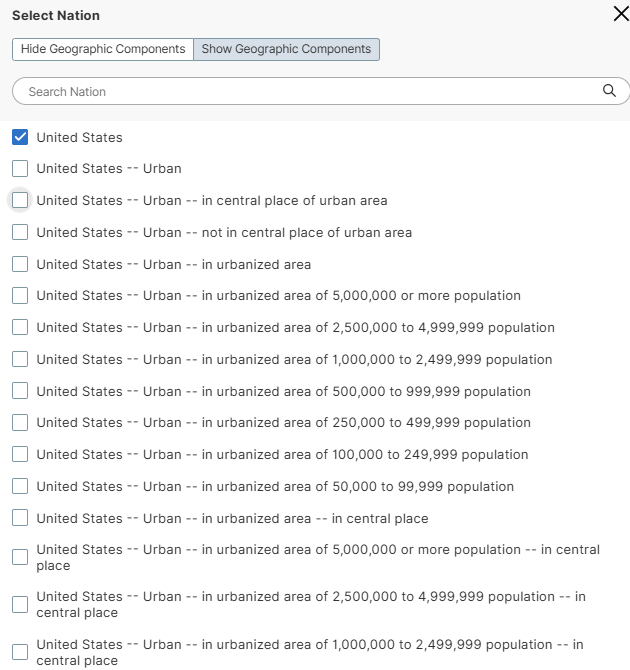 Select Nation
Hide Geographic Components Show Geographic Components
Search Nation
United States
United States -- Urban
United States -- Urban -- in central place of urban area
United States -- Urban -- not in central place of urban area
United States -- Urban -- in urbanized area
United States -- Urban -- in urbanized area of 5,000,000 or more population
United States -- Urban -- in urbanized area of 2,500,000 to 4,999,999 population
United States -- Urban -- in urbanized area of 1,000,000 to 2,499,999 population
United States -- Urban -- in urbanized area of 500,000 to 999,999 population
United States -- Urban -- in urbanized area of 250,000 to 499,999 population
United States -- Urban -- in urbanized area of 100,000 to 249,999 population
United States -- Urban -- in urbanized area of 50,000 to 99,999 population
United States -- Urban -- in urbanized area -- in central place
United States -- Urban -- in urbanized area of 5,000,000 or more population -- in central
place
United States -- Urban -- in urbanized area of 2,500,000 to 4,999,999 population -- in
central place
United States -- Urban -- in urbanized area of 1,000,000 to 2,499,999 population -- in
central place